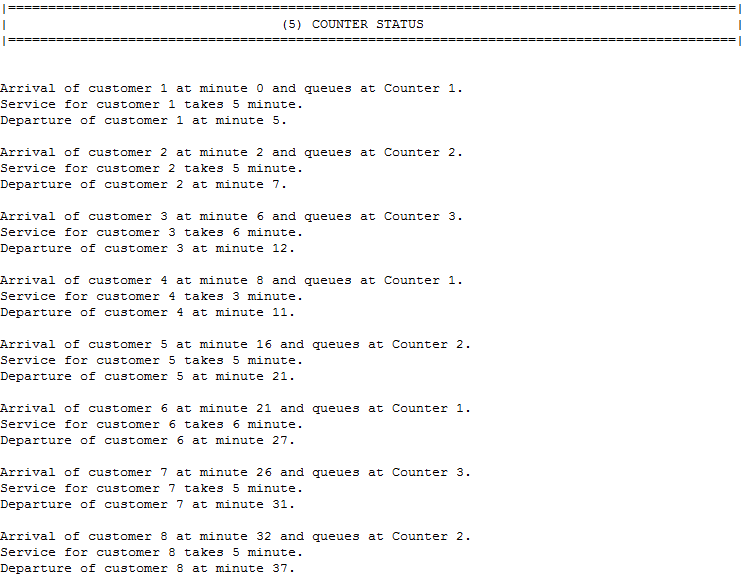 |===========================================================================================|
| (5) COUNTER STATUS |
|===========================================================================================|
Arrival of customer 1 at minute 0 and queues at Counter 1.
Service for customer 1 takes 5 minute.
Departure of customer 1 at minute 5.
Arrival of customer 2 at minute 2 and queues at Counter 2.
Service for customer 2 takes 5 minute.
Departure of customer 2 at minute 7.
Arrival of customer 3 at minute 6 and queues at Counter 3.
Service for customer 3 takes 6 minute.
Departure of customer 3 at minute 12.
Arrival of customer 4 at minute 8 and queues at Counter 1.
Service for customer 4 takes 3 minute.
Departure of customer 4 at minute 11.
Arrival of customer 5 at minute 16 and queues at Counter 2.
Service for customer 5 takes 5 minute.
Departure of customer 5 at minute 21.
Arrival of customer 6 at minute 21 and queues at Counter 1.
Service for customer 6 takes 6 minute.
Departure of customer 6 at minute 27.
Arrival of customer 7 at minute 26 and queues at Counter 3.
Service for customer 7 takes 5 minute.
Departure of customer 7 at minute 31.
Arrival of customer 8 at minute 32 and queues at Counter 2.
Service for customer 8 takes 5 minute.
Departure of customer 8 at minute 37.